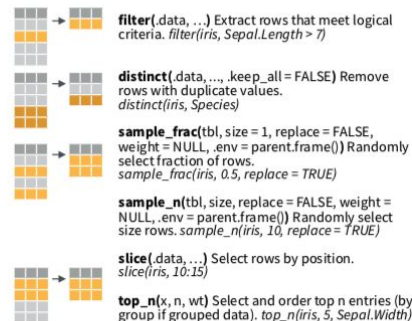 filter(.data, …) Extract rows that meet logical
criteria. filter(iris, Sepal.Length > 7)
distinct(.data, ..., .keep_all = FALSE) Remove
rows with duplicate values.
distinct(iris, Species)
sample_frac(tbl, size = 1, replace = FALSE,
weight = NULL, .env = parent.frame()) Randomly
select fraction of rows.
sample_frac(iris, 0.5, replace = TRUE)
sample_n(tbl, size, replace = FALSE, weight =
NULL, .env = parent.frame()) Randomly select
size rows. sample_n(iris, 10, replace = TRUE)
slice(.data, …) Select rows by position.
slice(iris, 10:15)
top_n(x, n, wt) Select and order top n entries (by
group if grouped data). top_n(iris, 5, Sepal.Width)